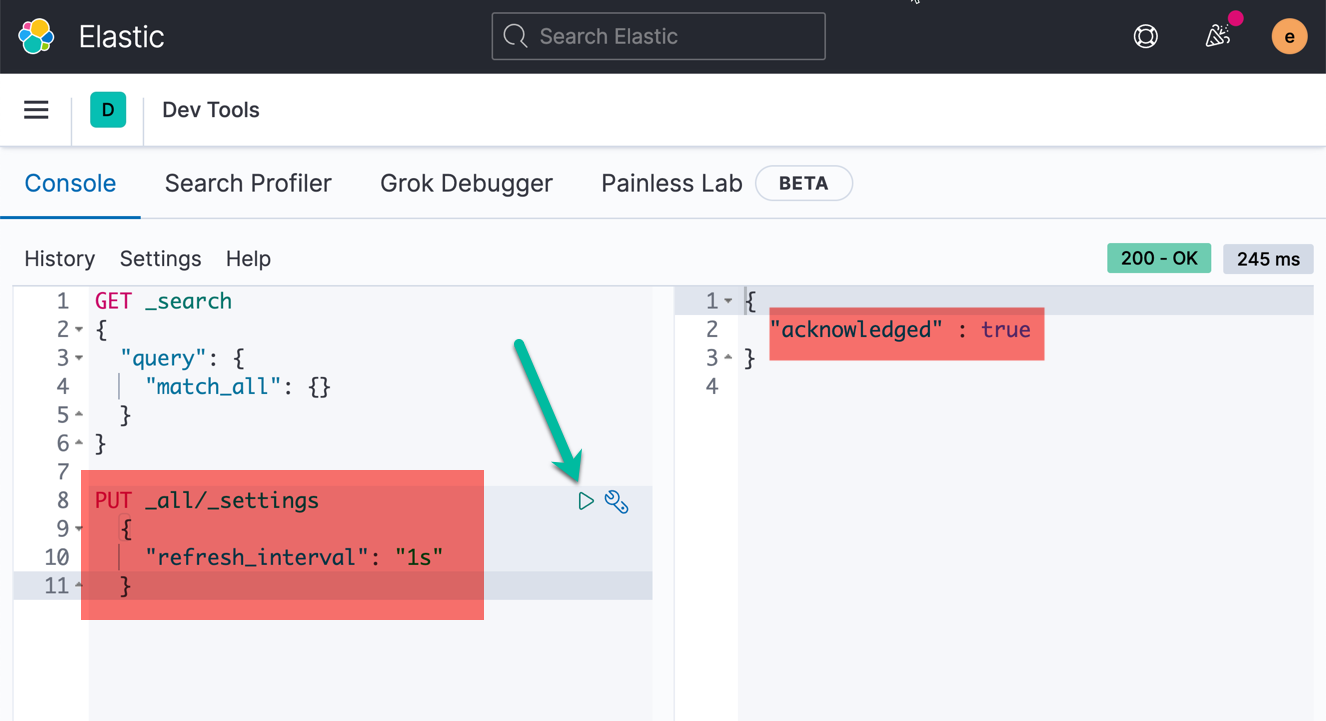 Elastic
Search Elastic
e
D
Dev Tools
Console Search Profiler Grok Debugger Painless Lab BETA
History Settings Help
200 - OK 245 ms
1 GET _search
2 {
3 "query": {
4 "match_all": {}
5 }
6 }
7
8 PUT _all/_settings
9 {
10 "refresh_interval": "1s"
11 }
1 {
2 "acknowledged" : true
3 }
4